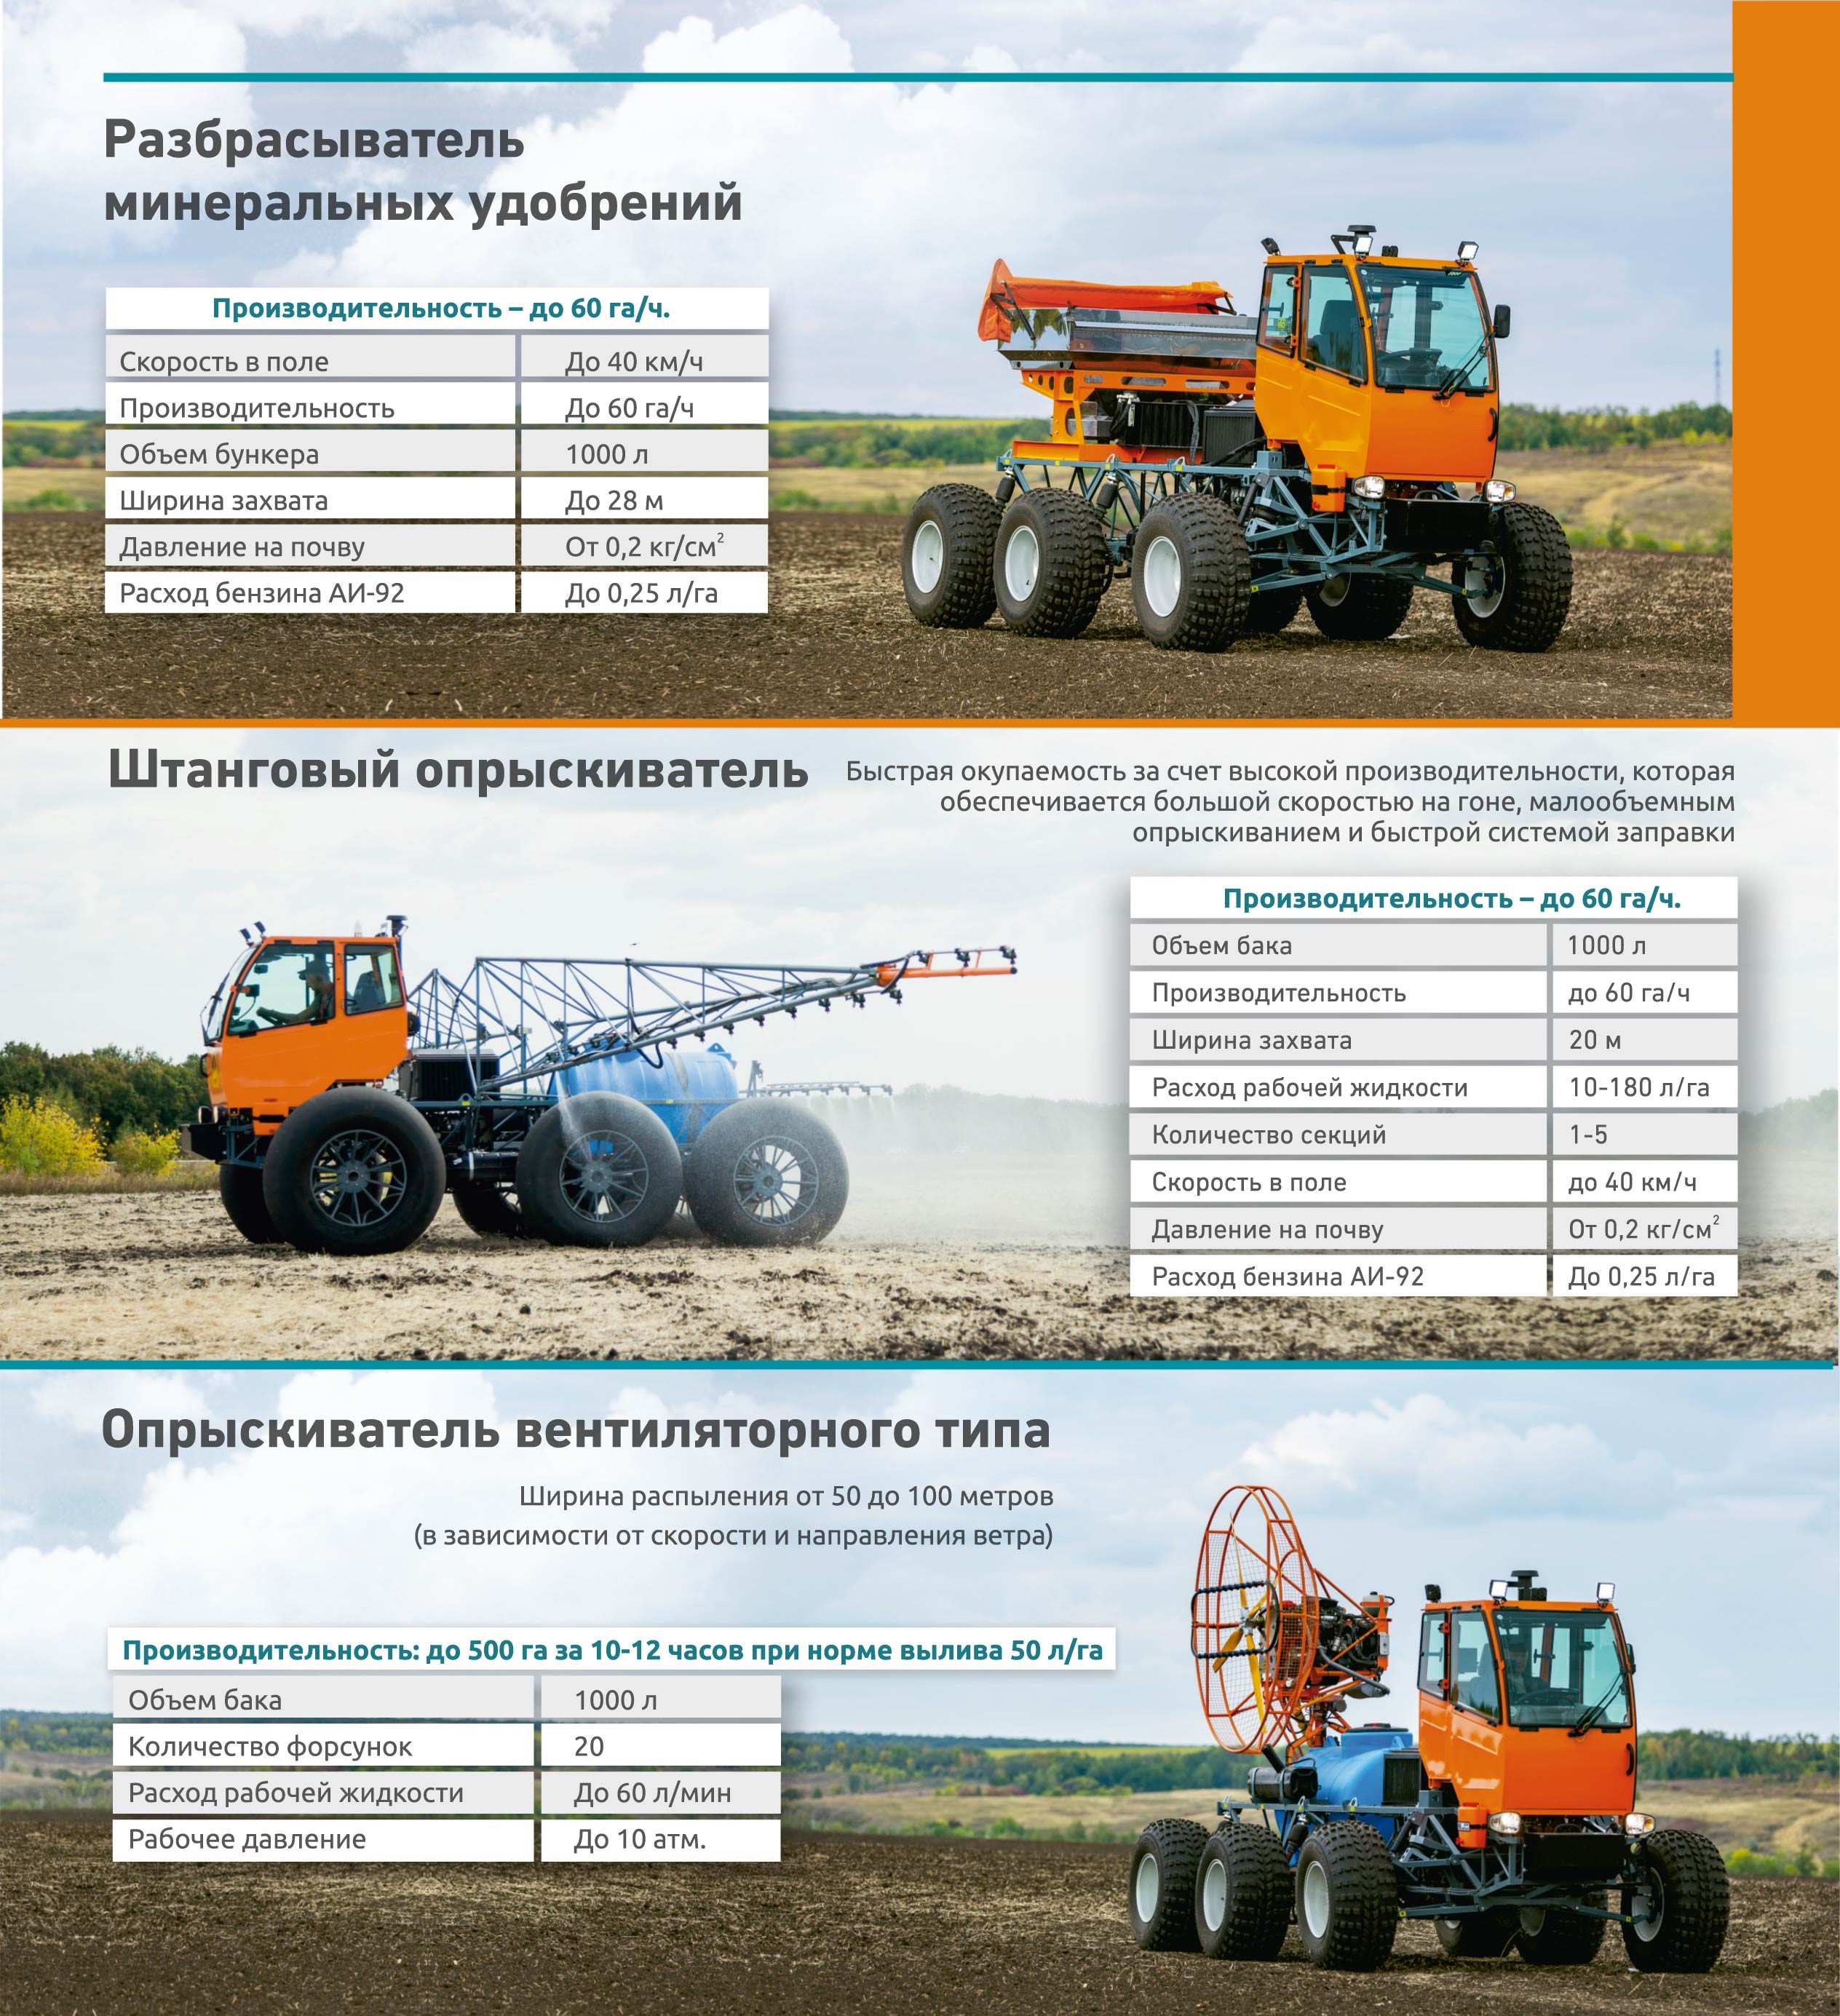 Разбрасыватель
минеральных удобрений
Производительность – до 60 га/ч.
Скорость в поле До 40 км/ч
Производительность До 60 га/ч
Объем бункера 1000 л
Ширина захвата До 28 м
Давление на почву От 0,2 кг/см²
Расход бензина АИ-92 До 0,25 л/га
Штанговый опрыскиватель
Быстрая окупаемость за счет высокой производительности, которая
обеспечивается большой скоростью на гоне, малообъемным
опрыскиванием и быстрой системой заправки
Производительность – до 60 га/ч.
Объем бака 1000 л
Производительность до 60 га/ч
Ширина захвата 20 м
Расход рабочей жидкости 10-180 л/га
Количество секций 1-5
Скорость в поле до 40 км/ч
Давление на почву От 0,2 кг/см²
Расход бензина АИ-92 До 0,25 л/га
Опрыскиватель вентиляторного типа
Ширина распыления от 50 до 100 метров
(в зависимости от скорости и направления ветра)
Производительность: до 500 га за 10-12 часов при норме вылива 50 л/га
Объем бака 1000 л
Количество форсунок 20
Расход рабочей жидкости До 60 л/мин
Рабочее давление До 10 атм.